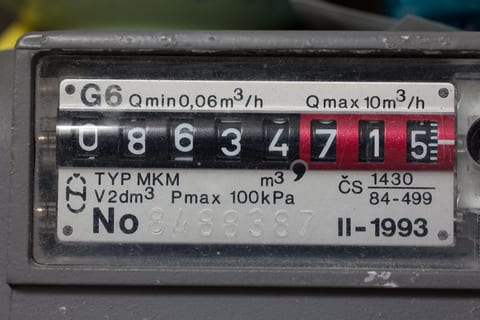 G6 Qmin 0,06 m³/h Qmax 10 m³/h
0 8 6 3 4 7 1 5
TYP MKM m³ , ČS 1430
V2dm³ Pmax 100kPa 84-499
No 8488387 II-1993